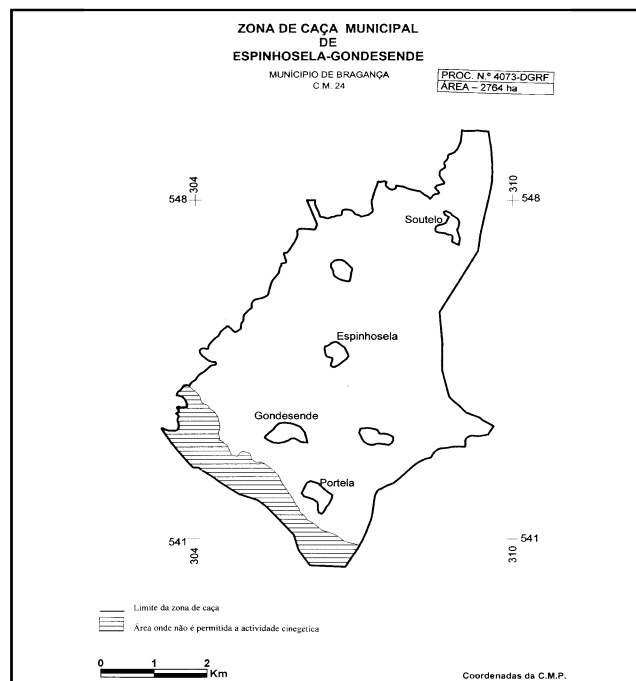 ZONA DE CAÇA MUNICIPAL
DE
ESPINHOSELA-GONDESENDE
MUNÍCIPIO DE BRAGANÇA
C.M. 24
PROC. N.º 4073-DGRF
ÁREA – 2764 ha
304
548
310
548
Soutelo
Espinhosela
Gondesende
Portela
541
304
541
310
Limite da zona de caça
Área onde não é permitida a actividade cinegética
0 1 2
Km
Coordenadas da C.M.P.